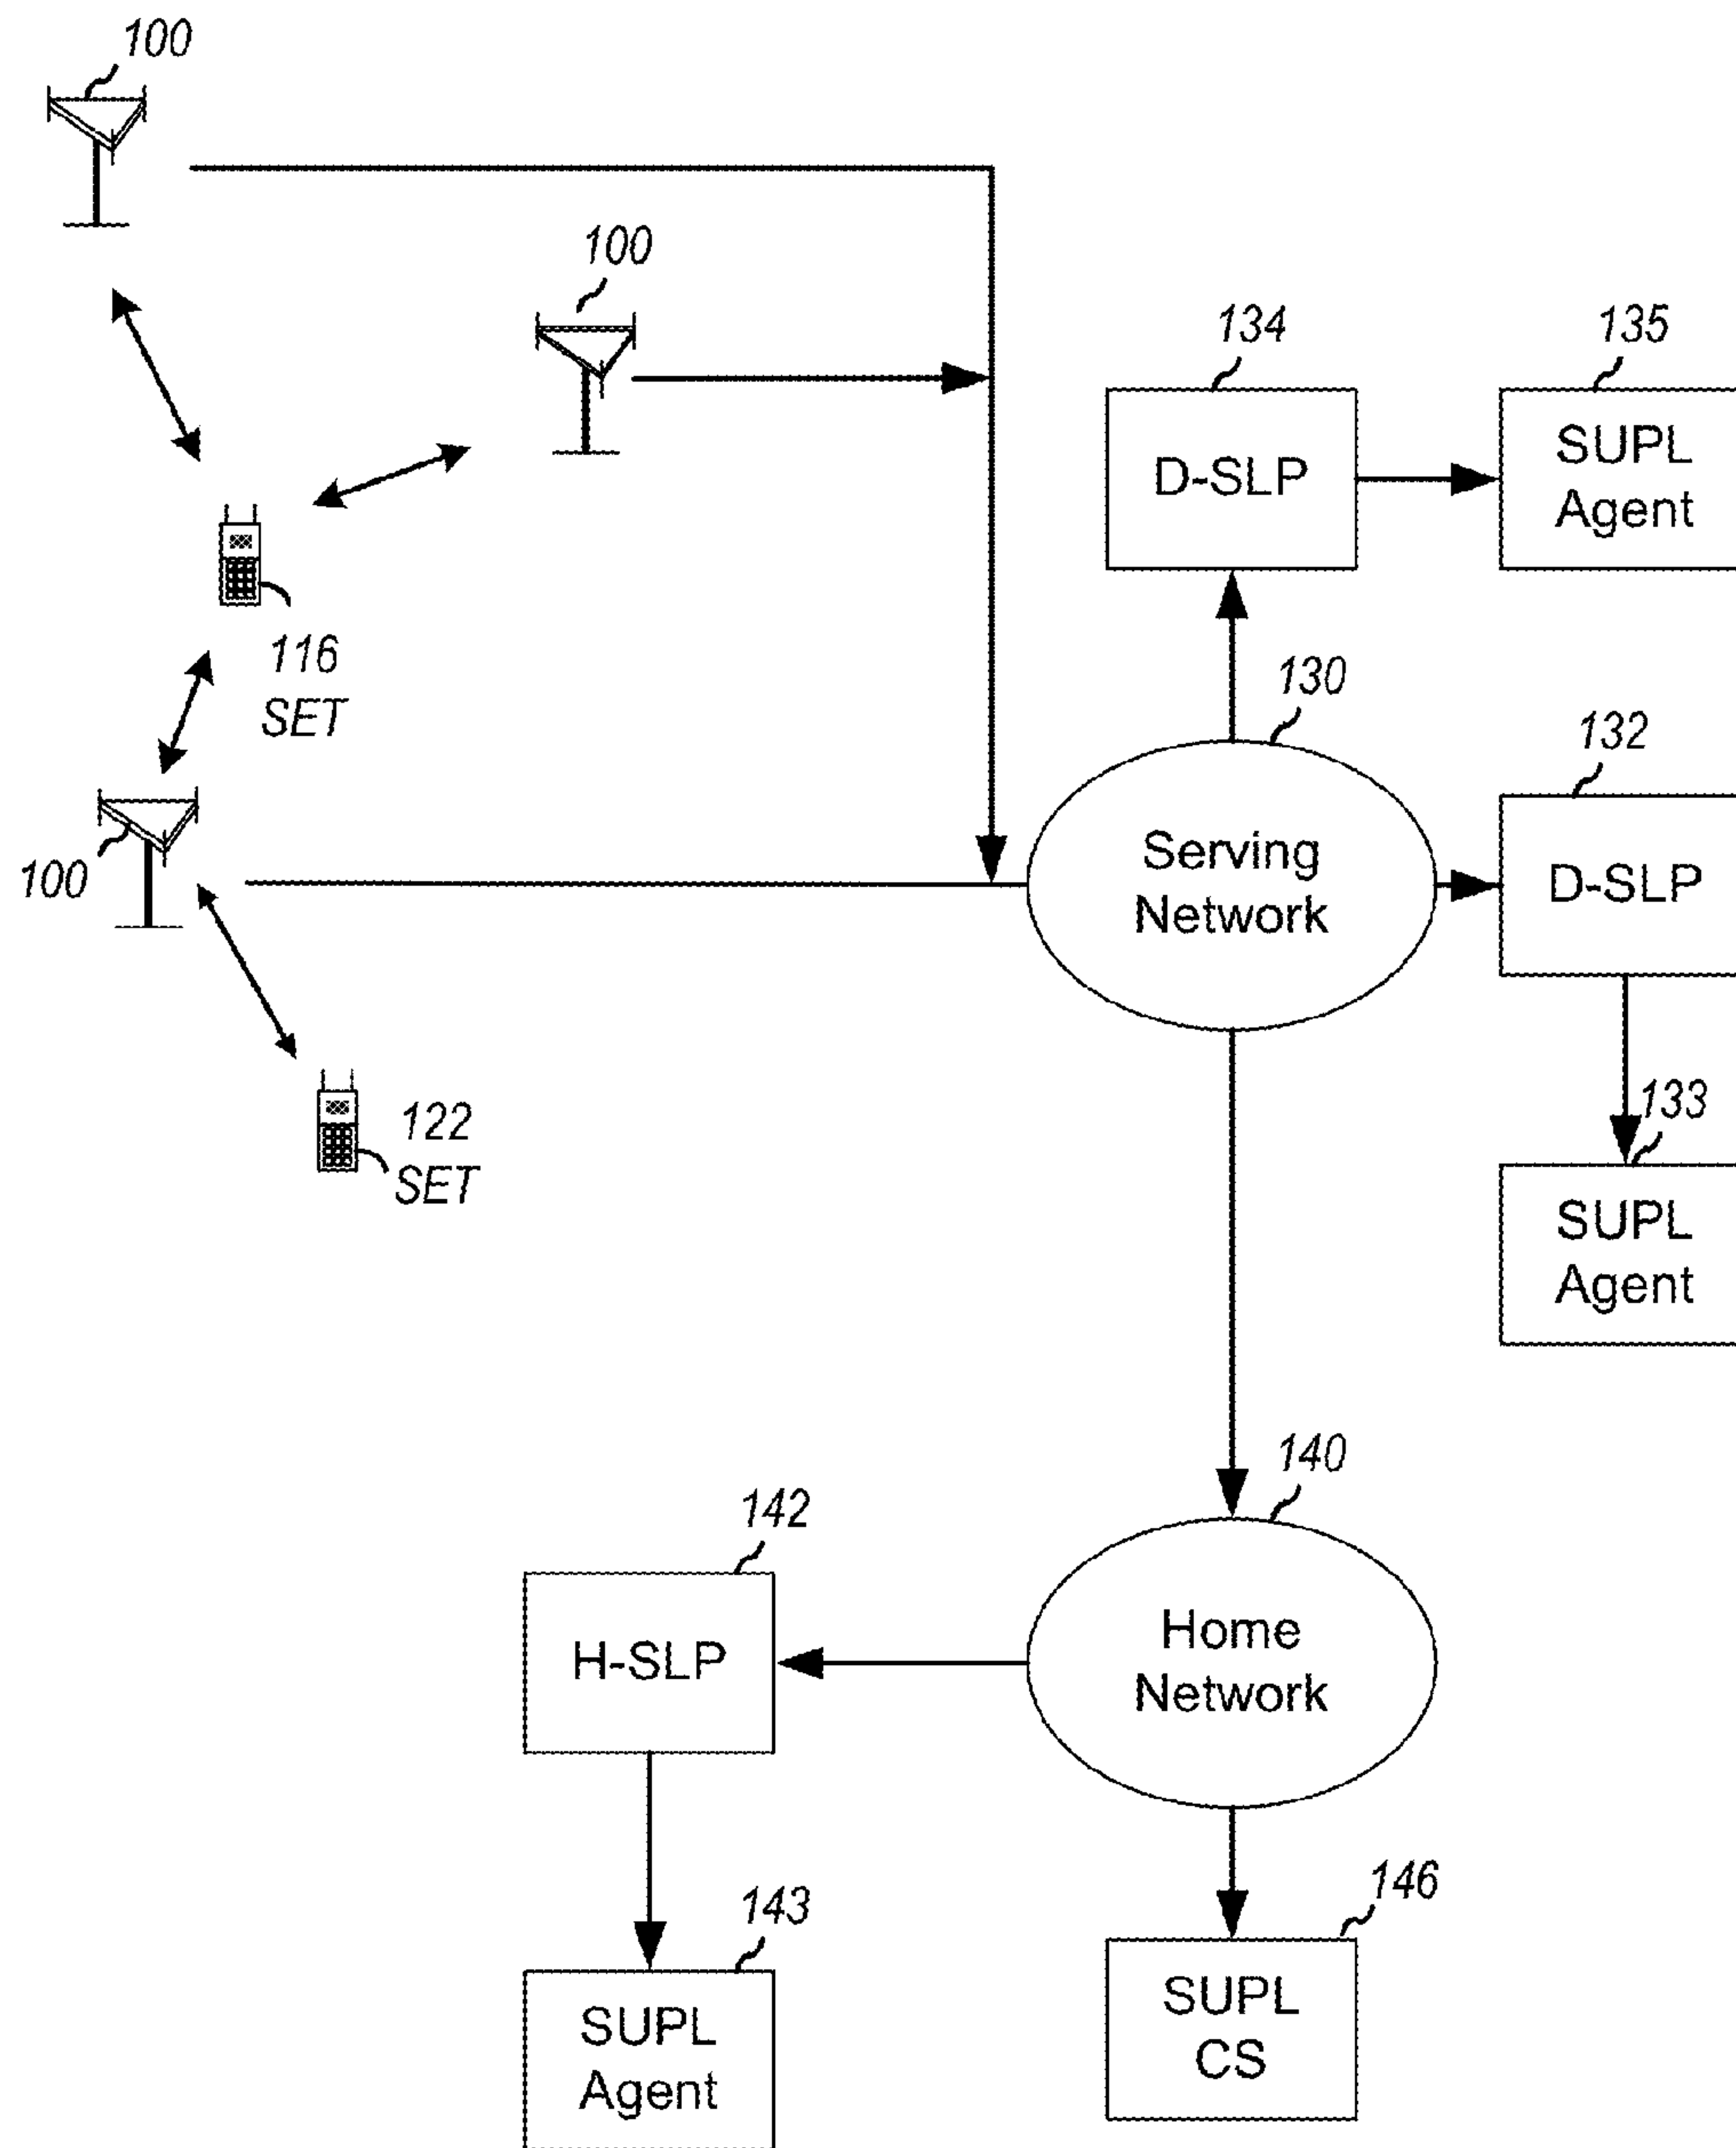 100
100
134
135
D-SLP
SUPL
Agent
116
SET
130
132
100
Serving
Network
D-SLP
122
SET
133
SUPL
Agent
140
142
Home
Network
H-SLP
143
146
SUPL
Agent
SUPL
CS